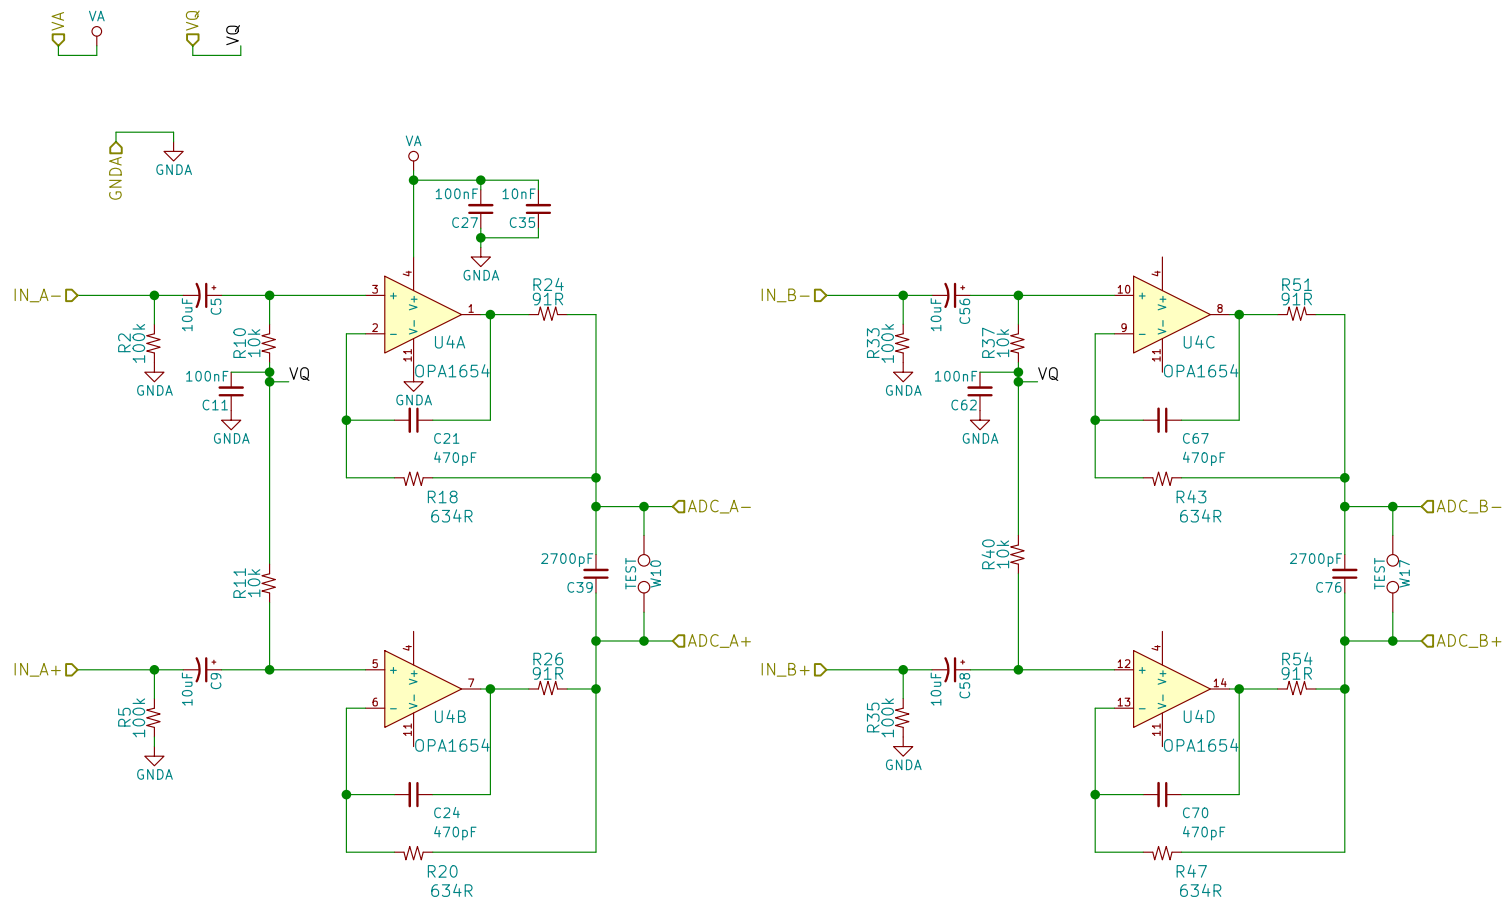 VA
VA
VQ
VQ
GNDA
GNDA
VA
100nF
C27
10nF
C35
GNDA
IN_A-
10uF
C5
R2
100k
GNDA
R10
10k
100nF
C11
GNDA
VQ
3
2
+
-
4
V+
V-
11
1
U4A
OPA1654
GNDA
R24
91R
C21
470pF
R18
634R
ADC_A-
2700pF
C39
TEST
W10
ADC_A+
R11
10k
IN_A+
10uF
C9
R5
100k
GNDA
5
6
+
-
4
V+
V-
11
7
U4B
OPA1654
R26
91R
C24
470pF
R20
634R
IN_B-
10uF
C56
R33
100k
GNDA
R37
10k
100nF
C62
GNDA
VQ
10
9
+
-
4
V+
V-
11
8
U4C
OPA1654
R51
91R
C67
470pF
R43
634R
ADC_B-
2700pF
C76
TEST
W17
ADC_B+
R40
10k
IN_B+
10uF
C58
R35
100k
GNDA
12
13
+
-
4
V+
V-
11
14
U4D
OPA1654
R54
91R
C70
470pF
R47
634R